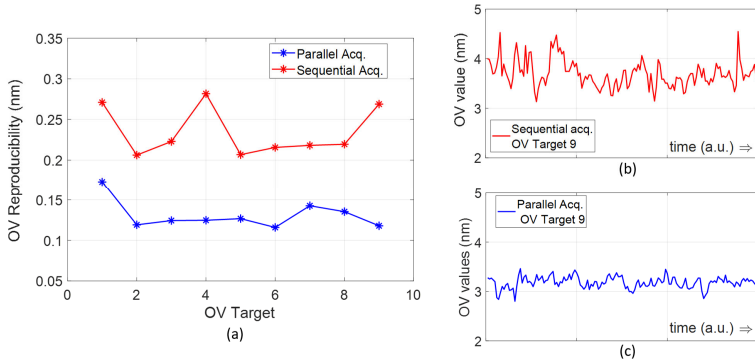 0.35
0.3
0.25
0.2
0.15
0.1
0.05
OV Reproducibility (nm)
Parallel Acq.
Sequential Acq.
0
2
4
6
8
10
OV Target
(a)
5
4
3
2
OV value (nm)
Sequential acq.
OV Target 9
time (a.u.) ⇒
(b)
5
4
3
2
OV values (nm)
Parallel Acq.
OV Target 9
time (a.u.) ⇒
(c)